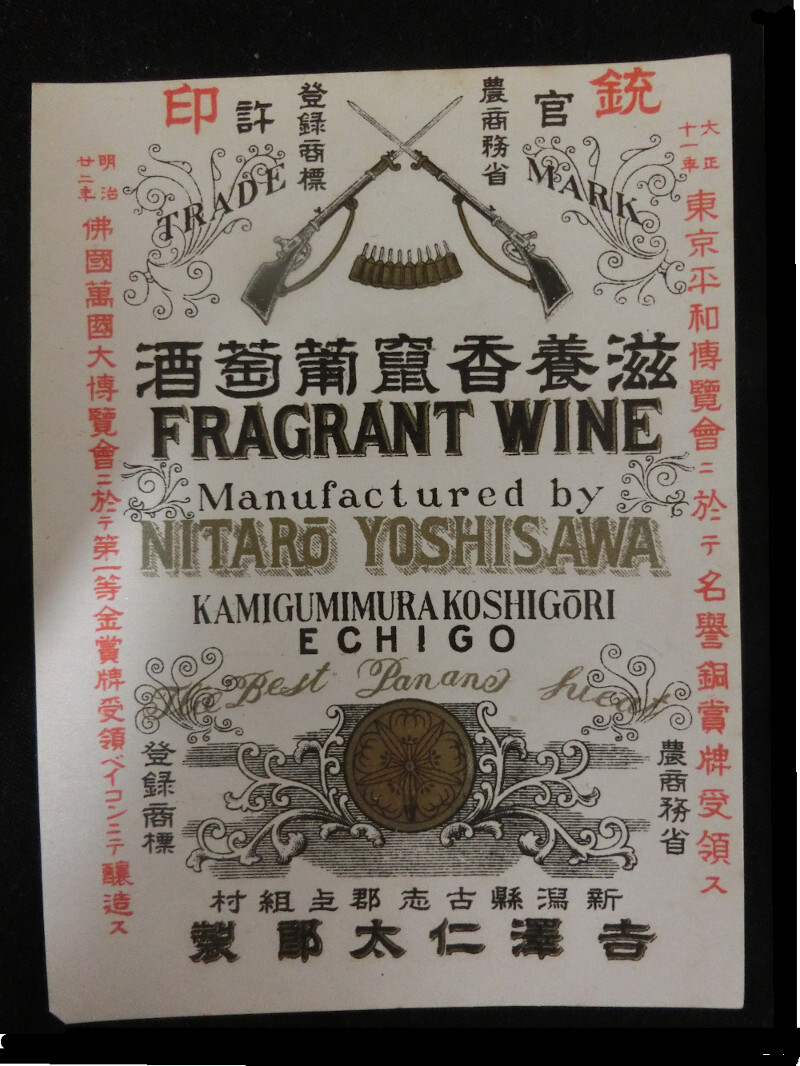 銃印
官許
農商務省
登録商標
TRADE MARK
大正十一年
東京平和博覽會ニ於テ名譽銅賞牌受領ス
明治廿二年
佛國萬國大博覽會ニ於テ第一等金賞牌受領ベイコンニニテ釀造ス
滋養香竄葡萄酒
FRAGRANT WINE
Manufactured by
NITARō YOSHISAWA
KAMIGUMIMURA KOSHIGōRI
ECHIGO
The Best
農商務省
登録商標
新潟縣古志郡上組村
吉澤仁太郎製